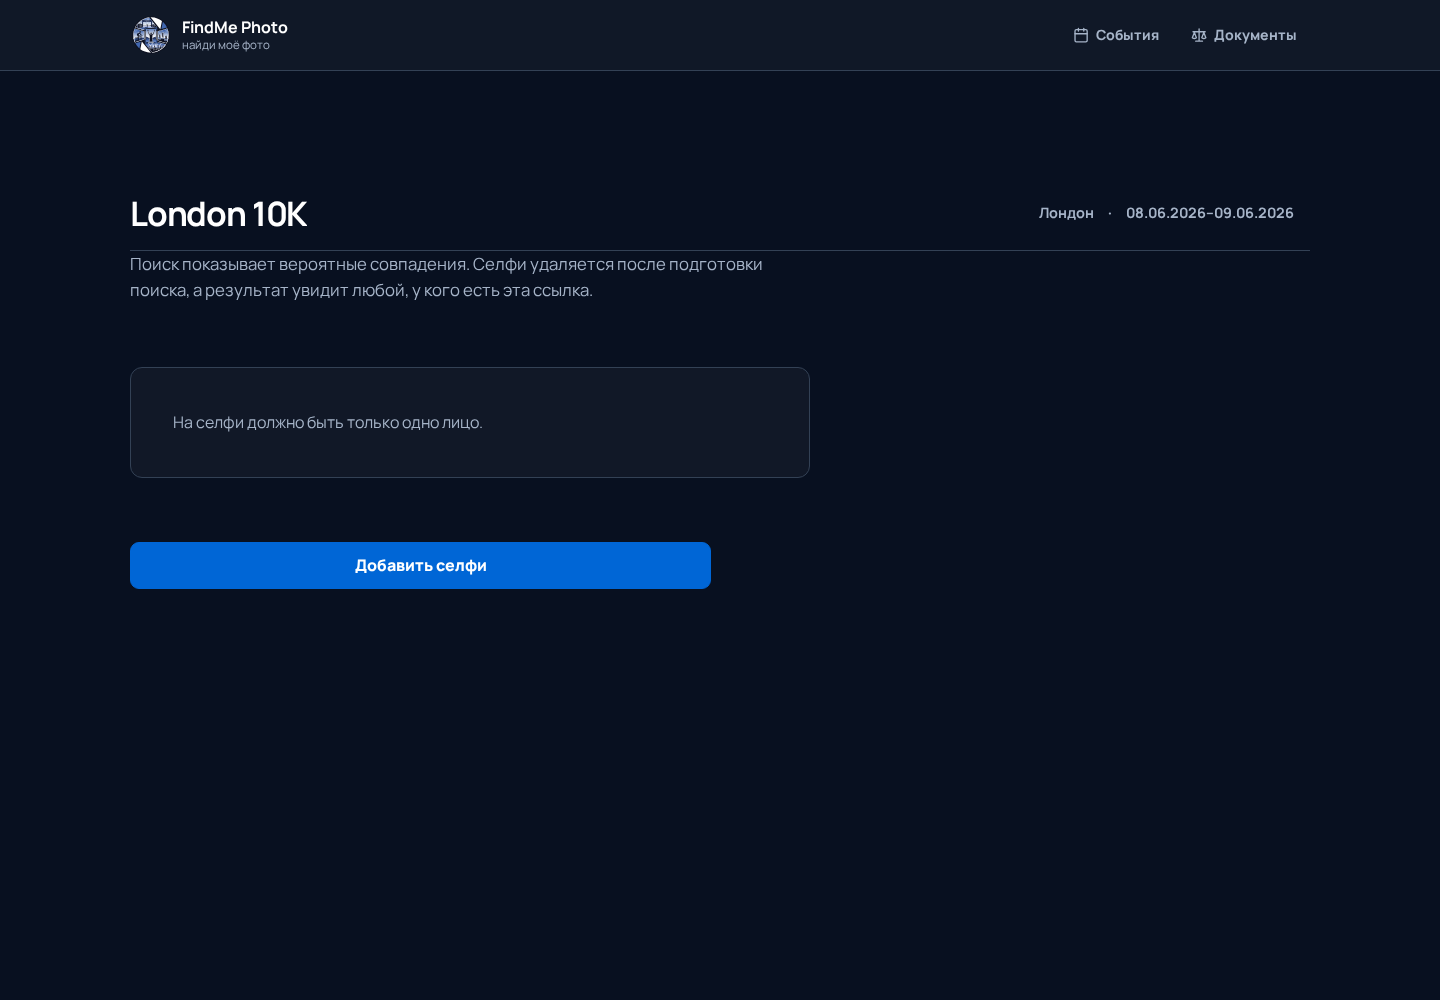 FindMe Photo
найди моё фото
События
Документы
London 10K
Лондон · 08.06.2026–09.06.2026
Поиск показывает вероятные совпадения. Селфи удаляется после подготовки
поиска, а результат увидит любой, у кого есть эта ссылка.
На селфи должно быть только одно лицо.
Добавить селфи